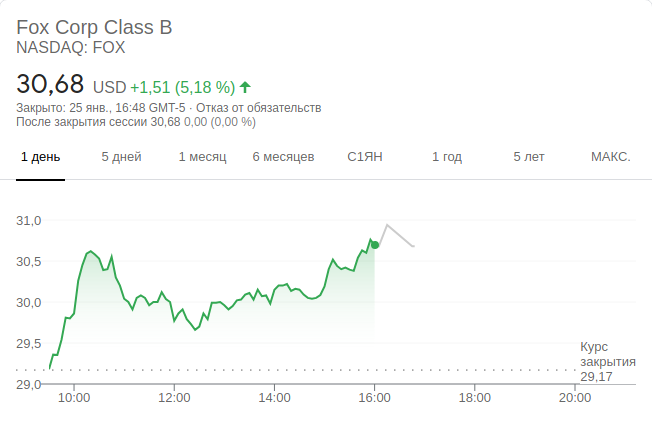 Fox Corp Class B
NASDAQ: FOX
30,68 USD +1,51 (5,18 %)
Закрыто: 25 янв., 16:48 GMT-5 · Отказ от обязательств
После закрытия сессии 30,68 0,00 (0,00 %)
1 день 5 дней 1 месяц 6 месяцев С1ЯН 1 год 5 лет МАКС.
31,0
30,5
30,0
29,5
29,0
Курс
закрытия
29,17
10:00 12:00 14:00 16:00 18:00 20:00